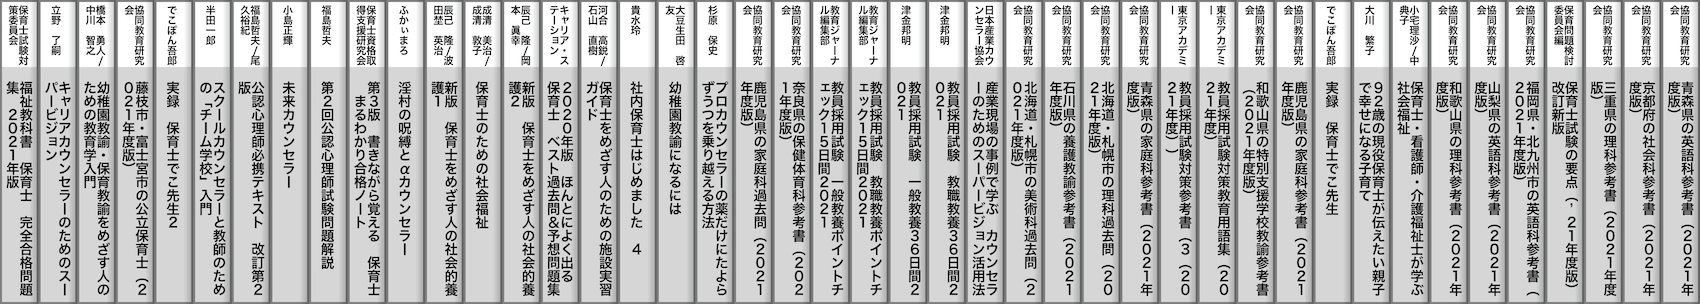 協同教育研究
会
青森県の英語科参考書（2021年
度版）
協同教育研究
会
京都府の社会科参考書（2021年
度版）
協同教育研究
会
三重県の理科参考書（2021年度
版）
保育問題検討
委員会編
保育士試験の要点（’21年度版）
改訂新版
協同教育研究
会
福岡県・北九州市の英語科参考書（
2021年度版）
協同教育研究
会
山梨県の英語科参考書（2021年
度版）
協同教育研究
会
和歌山県の理科参考書（2021年
度版）
小宅理沙/中
典子
保育士・看護師・介護福祉士が学ぶ
社会福祉
大川 繁子
92歳の現役保育士が伝えたい親子
で幸せになる子育て
でこぽん吾郎
実録 保育士でこ先生
協同教育研究
会
鹿児島県の家庭科参考書（2021
年度版）
協同教育研究
会
和歌山県の特別支援学校教諭参考書
（2021年度版）
東京アカデミ
ー
教員採用試験対策教育用語集（20
21年度）
東京アカデミ
ー
教員採用試験対策参考書（3（20
21年度））
協同教育研究
会
青森県の家庭科参考書（2021年
度版）
協同教育研究
会
北海道・札幌市の理科過去問（20
21年度版）
協同教育研究
会
石川県の養護教諭参考書（2021
年度版）
協同教育研究
会
北海道・札幌市の美術科過去問（2
021年度版）
日本産業カウ
ンセラー協会
産業現場の事例で学ぶ カウンセラ
ーのためのスーパービジョン活用法
津金邦明
教員採用試験 教職教養36日間2
021
津金邦明
教員採用試験 一般教養36日間2
021
教育ジャーナ
ル編集部
教員採用試験 教職教養ポイントチ
ェック15日間2021
教育ジャーナ
ル編集部
教員採用試験 一般教養ポイントチ
ェック15日間2021
協同教育研究
会
奈良県の保健体育科参考書（202
1年度版）
協同教育研究
会
鹿児島県の家庭科過去問（2021
年度版）
杉原 保史
プロカウンセラーの薬だけにたよら
ずうつを乗り越える方法
大豆生田 啓
友
幼稚園教諭になるには
貴水玲
社内保育士はじめました 4
河合 高鋭/
石山 直樹
保育士をめざす人のための施設実習
ガイド
キャリア・ス
テーション
2020年版 ほんとによく出る
保育士 ベスト過去問&予想問題集
辰己 隆/岡
本 眞幸
新版 保育士をめざす人の社会的養
護2
成清 美治/
成清 敦子
保育士のための社会福祉
辰己 隆/波
田埜 英治
新版 保育士をめざす人の社会的養
護1
ふかいまろ
淫村の呪縛とαカウンセラー
保育士資格取
得支援研究会
第3版 書きながら覚える 保育士
まるわかり合格ノート
福島哲夫
第2回公認心理師試験問題解説
小島正輝
未来カウンセラー
福島哲夫/尾
久裕紀
公認心理師必携テキスト 改訂第2
版
半田一郎
スクールカウンセラーと教師のため
の「チーム学校」入門
でこぽん吾郎
実録 保育士でこ先生2
協同教育研究
会
藤枝市・富士宮市の公立保育士（2
021年度版）
橋本 勇人/
中川 智之
幼稚園教諭・保育教諭をめざす人の
ための教育学入門
立野 了嗣
キャリアカウンセラーのためのスー
パービジョン
保育士試験対
策委員会
福祉教科書 保育士 完全合格問題
集 2021年版